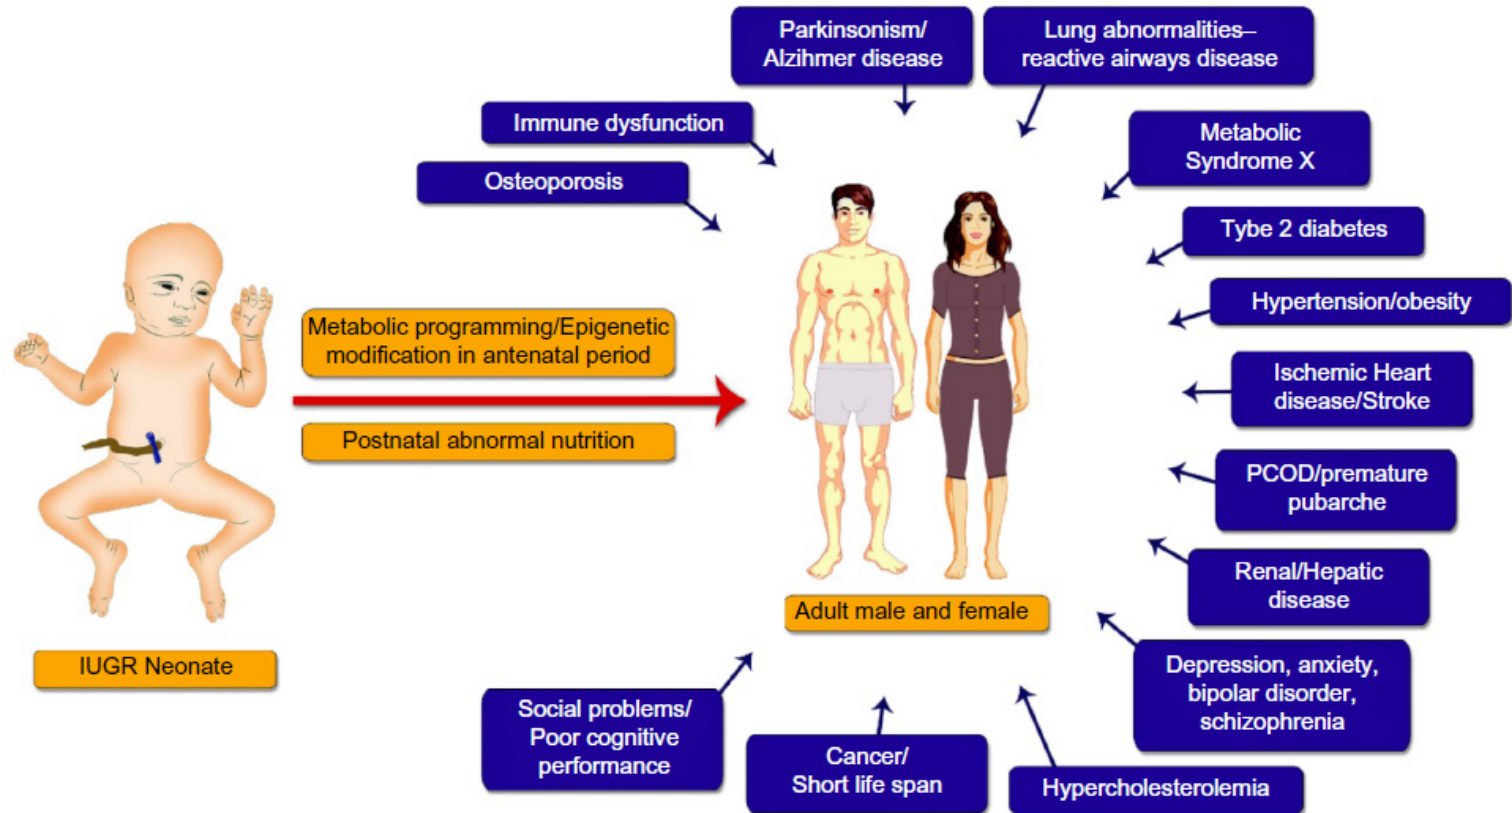 Parkinsonism/
Alzihmer disease
Lung abnormalities–
reactive airways disease
Immune dysfunction
Metabolic
Syndrome X
Osteoporosis
Tybe 2 diabetes
Hypertension/obesity
Metabolic programming/Epigenetic
modification in antenatal period
Ischemic Heart
disease/Stroke
Postnatal abnormal nutrition
PCOD/premature
pubarche
Renal/Hepatic
disease
Adult male and female
IUGR Neonate
Depression, anxiety,
bipolar disorder,
schizophrenia
Social problems/
Poor cognitive
performance
Cancer/
Short life span
Hypercholesterolemia